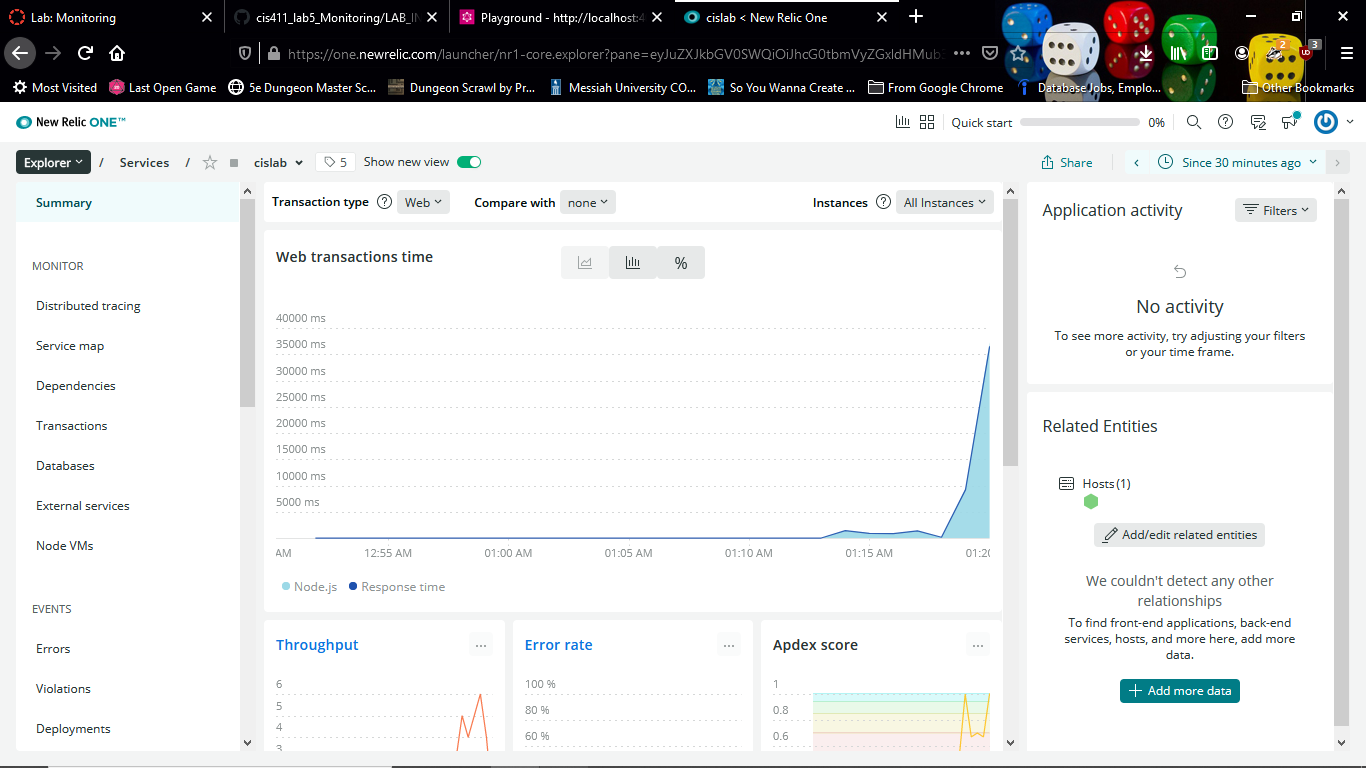 Lab: Monitoring
cis411_lab5_Monitoring/LAB_IN
Playground - http://localhost:4
cislab < New Relic One
https://one.newrelic.com/launcher/nr1-core.explorer?pane=eyJuZXJkbGV0SWQiOiJhcG0tbmVyZGxldHMub
2
3
Most Visited
Last Open Game
5e Dungeon Master Sc...
Dungeon Scrawl by Pr...
Messiah University CO...
So You Wanna Create ...
From Google Chrome
Database Jobs, Emplo...
Other Bookmarks
New Relic ONE™
Quick start
0%
Explorer / Services / cislab
5
Show new view
Share
Since 30 minutes ago
Summary
MONITOR
Distributed tracing
Service map
Dependencies
Transactions
Databases
External services
Node VMs
EVENTS
Errors
Violations
Deployments
Transaction type ? Web
Compare with none
Instances ? All Instances
Web transactions time
%
40000 ms
35000 ms
30000 ms
25000 ms
20000 ms
15000 ms
10000 ms
5000 ms
AM 12:55 AM 01:00 AM 01:05 AM 01:10 AM 01:15 AM 01:20
Node.js Response time
Throughput ...
6
5
4
3
Error rate ...
100 %
80 %
60 %
Apdex score ...
1
0.8
0.6
Application activity
Filters
No activity
To see more activity, try adjusting your filters
or your time frame.
Related Entities
Hosts (1)
Add/edit related entities
We couldn't detect any other
relationships
To find front-end applications, back-end
services, hosts, and more here, add more
data.
Add more data